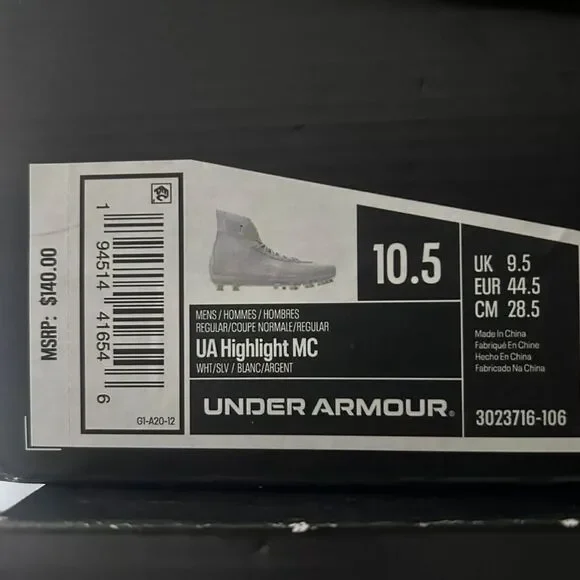 MSRP: $140.00
1 94514 41654 6
G1-A20-12
10.5
UK 9.5
EUR 44.5
CM 28.5
Made in China
Fabriqué En Chine
Hecho En China
Fabricado Na China
MENS / HOMMES / HOMBRES
REGULAR/COUPE NORMALE/REGULAR
UA Highlight MC
WHT/SLV / BLANC/ARGENT
UNDER ARMOUR®
3023716-106